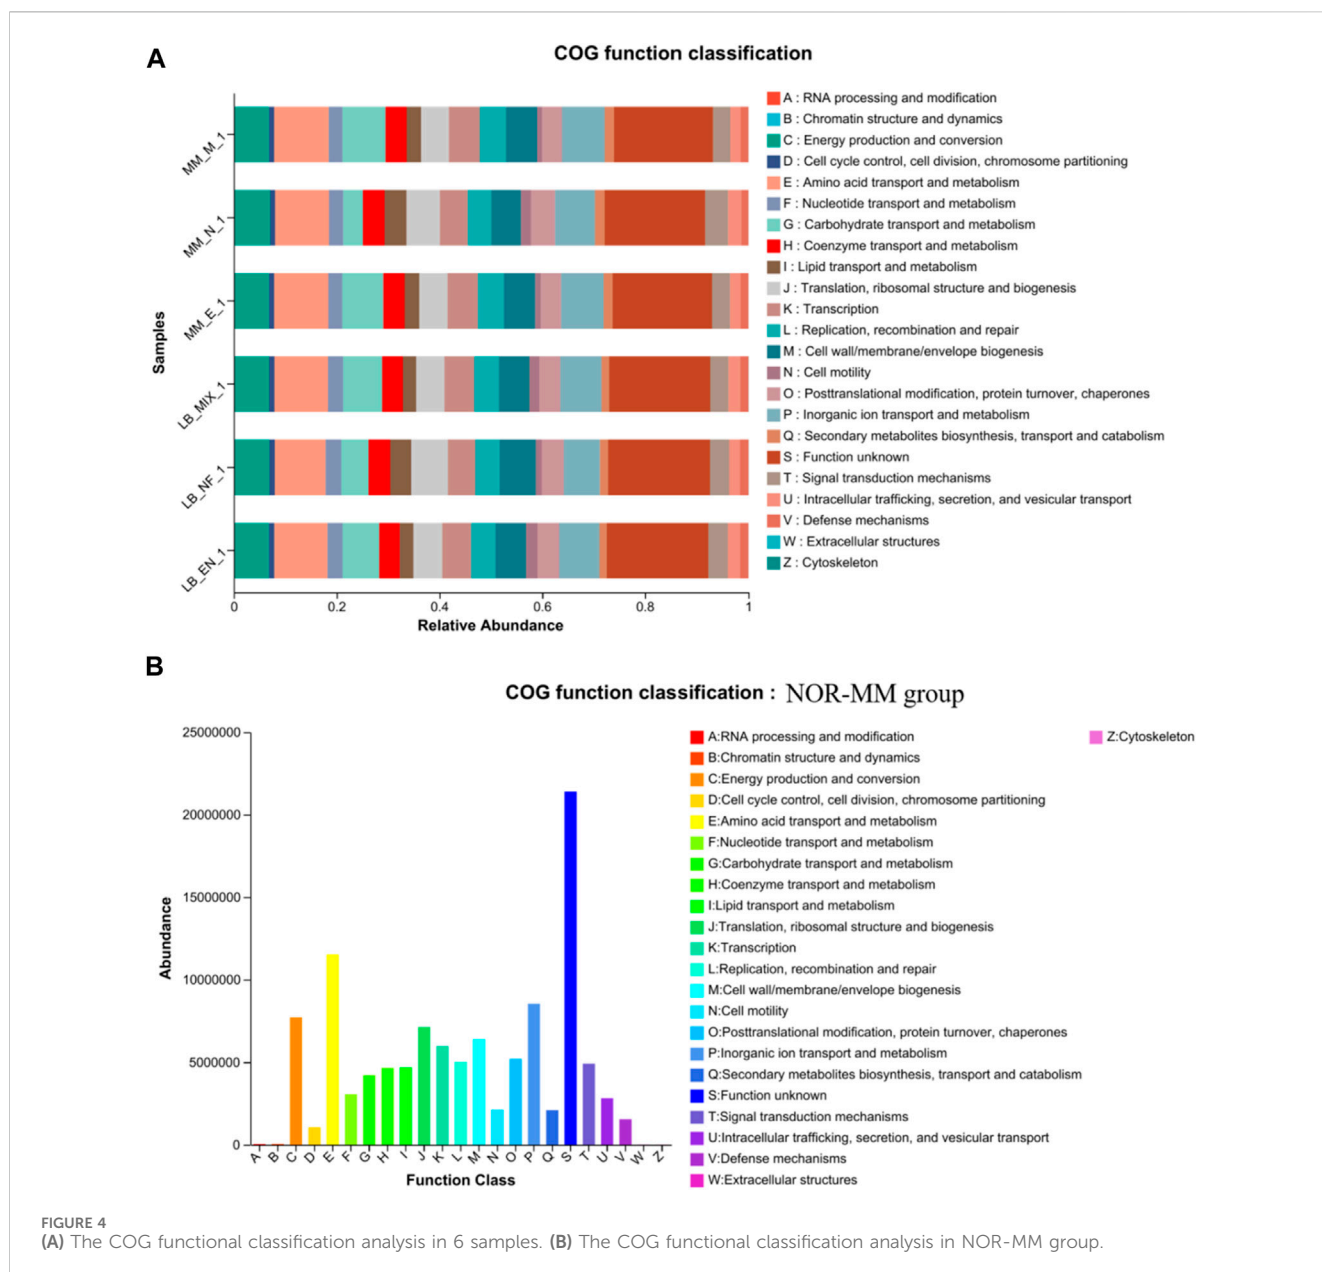 A
COG function classification
MM_M_1
MM_N_1
MM_E_1
LB_MIX_1
LB_NF_1
LB_EN_1
Samples
0 0.2 0.4 0.6 0.8 1
Relative Abundance
A : RNA processing and modification
B : Chromatin structure and dynamics
C : Energy production and conversion
D : Cell cycle control, cell division, chromosome partitioning
E : Amino acid transport and metabolism
F : Nucleotide transport and metabolism
G : Carbohydrate transport and metabolism
H : Coenzyme transport and metabolism
I : Lipid transport and metabolism
J : Translation, ribosomal structure and biogenesis
K : Transcription
L : Replication, recombination and repair
M : Cell wall/membrane/envelope biogenesis
N : Cell motility
O : Posttranslational modification, protein turnover, chaperones
P : Inorganic ion transport and metabolism
Q : Secondary metabolites biosynthesis, transport and catabolism
S : Function unknown
T : Signal transduction mechanisms
U : Intracellular trafficking, secretion, and vesicular transport
V : Defense mechanisms
W : Extracellular structures
Z : Cytoskeleton
B
COG function classification : NOR-MM group
25000000
20000000
15000000
10000000
5000000
0
Abundance
A B C D E F G H I J K L M N O P Q S T U V W Z
Function Class
A:RNA processing and modification
B:Chromatin structure and dynamics
C:Energy production and conversion
D:Cell cycle control, cell division, chromosome partitioning
E:Amino acid transport and metabolism
F:Nucleotide transport and metabolism
G:Carbohydrate transport and metabolism
H:Coenzyme transport and metabolism
I:Lipid transport and metabolism
J:Translation, ribosomal structure and biogenesis
K:Transcription
L:Replication, recombination and repair
M:Cell wall/membrane/envelope biogenesis
N:Cell motility
O:Posttranslational modification, protein turnover, chaperones
P:Inorganic ion transport and metabolism
Q:Secondary metabolites biosynthesis, transport and catabolism
S:Function unknown
T:Signal transduction mechanisms
U:Intracellular trafficking, secretion, and vesicular transport
V:Defense mechanisms
W:Extracellular structures
Z:Cytoskeleton
FIGURE 4
(A) The COG functional classification analysis in 6 samples. (B) The COG functional classification analysis in NOR-MM group.